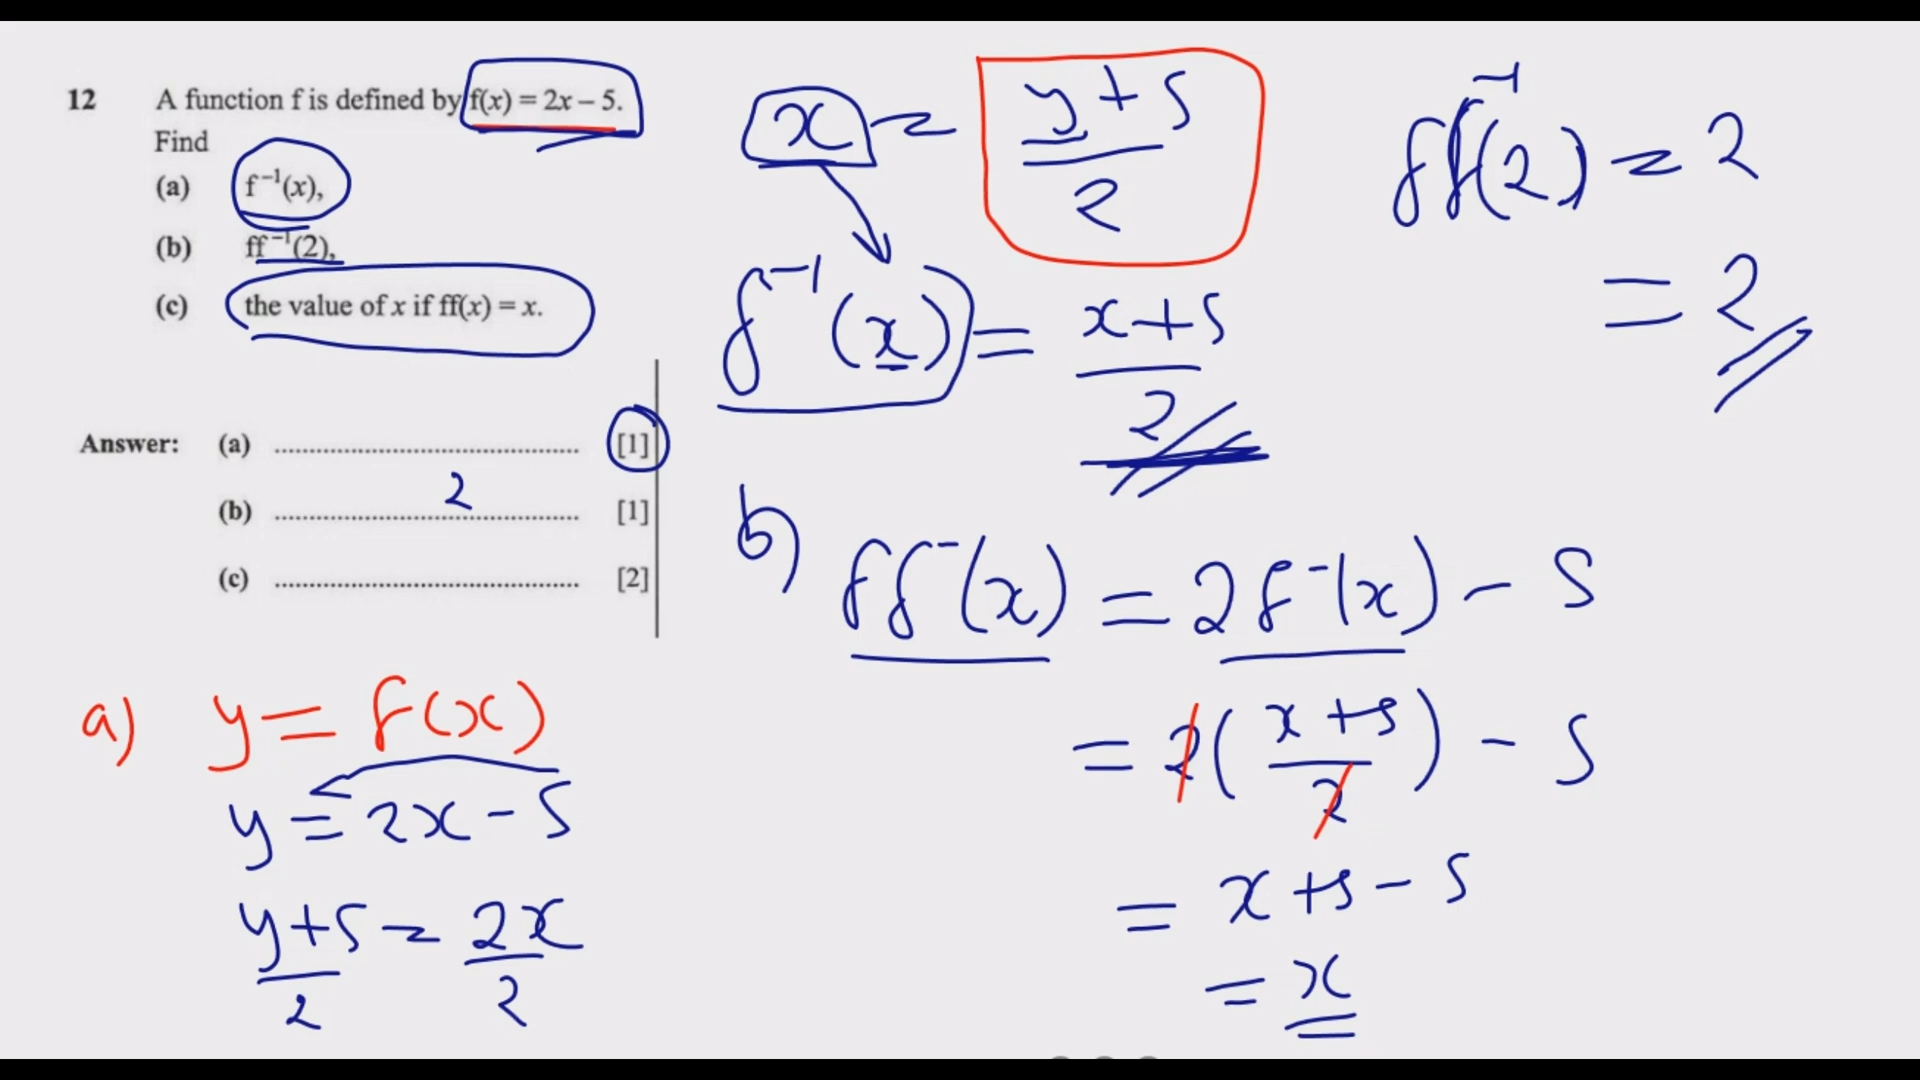 12 A function f is defined by f(x) = 2x – 5.
Find
(a) f⁻¹(x),
(b) ff⁻¹(2),
(c) the value of x if ff(x) = x.
Answer: (a) ........................................ [1]
(b) 2 ........................................ [1]
(c) ........................................ [2]
a) y = f(x)
y = 2x - 5
y+5/2 = 2x/2
x = y+5/2
f⁻¹(x) = x+5/2
b) ff⁻(x) = 2f⁻(x) - 5
= 2(x+5/2) - 5
= x+5-5
= x
ff⁻¹(2) = 2
= 2